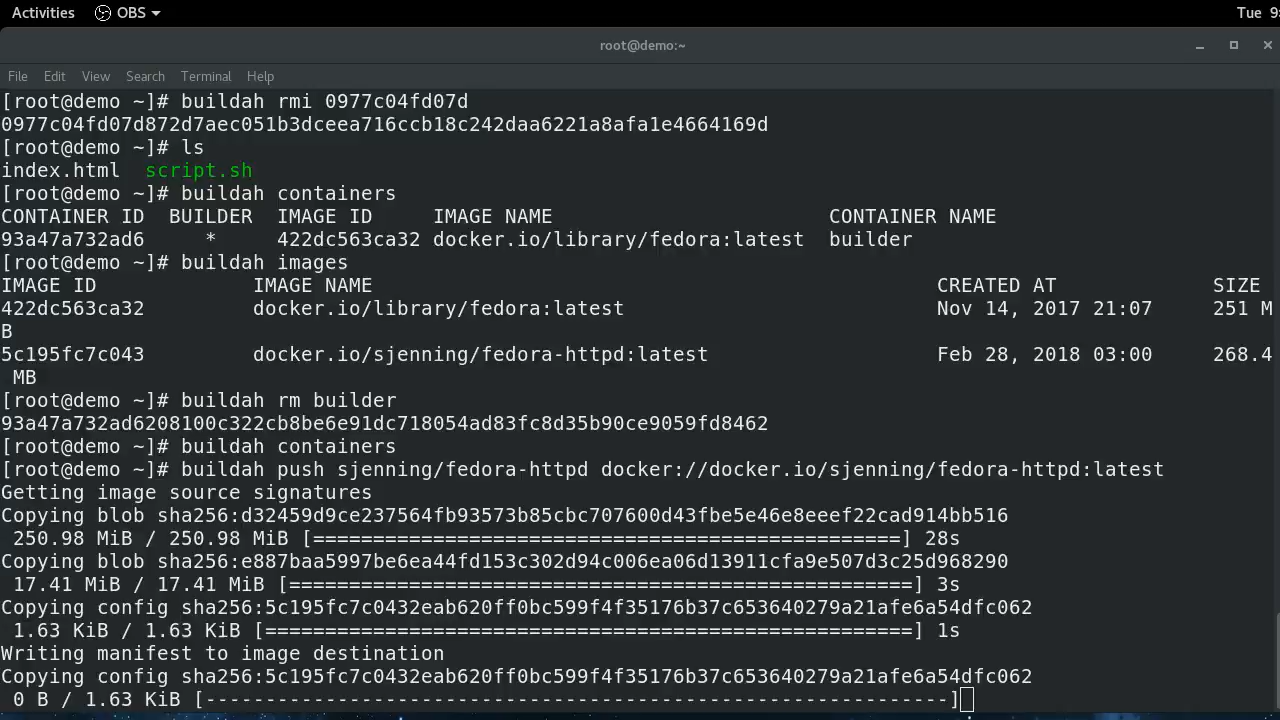 Activities OBS Tue 9:
root@demo:~
File Edit View Search Terminal Help
[root@demo ~]# buildah rmi 0977c04fd07d
0977c04fd07d872d7aec051b3dceea716ccb18c242daa6221a8afa1e4664169d
[root@demo ~]# ls
index.html  script.sh
[root@demo ~]# buildah containers
CONTAINER ID  BUILDER  IMAGE ID     IMAGE NAME                       CONTAINER NAME
93a47a732ad6     *     422dc563ca32 docker.io/library/fedora:latest  builder
[root@demo ~]# buildah images
IMAGE ID             IMAGE NAME                                               CREATED AT             SIZE
422dc563ca32         docker.io/library/fedora:latest                          Nov 14, 2017 21:07     251 M
B
5c195fc7c043         docker.io/sjenning/fedora-httpd:latest                   Feb 28, 2018 03:00     268.4
 MB
[root@demo ~]# buildah rm builder
93a47a732ad6208100c322cb8be6e91dc718054ad83fc8d35b90ce9059fd8462
[root@demo ~]# buildah containers
[root@demo ~]# buildah push sjenning/fedora-httpd docker://docker.io/sjenning/fedora-httpd:latest
Getting image source signatures
Copying blob sha256:d32459d9ce237564fb93573b85cbc707600d43fbe5e46e8eeef22cad914bb516
 250.98 MiB / 250.98 MiB [=================================================] 28s
Copying blob sha256:e887baa5997be6ea44fd153c302d94c006ea06d13911cfa9e507d3c25d968290
 17.41 MiB / 17.41 MiB [====================================================] 3s
Copying config sha256:5c195fc7c0432eab620ff0bc599f4f35176b37c653640279a21afe6a54dfc062
 1.63 KiB / 1.63 KiB [======================================================] 1s
Writing manifest to image destination
Copying config sha256:5c195fc7c0432eab620ff0bc599f4f35176b37c653640279a21afe6a54dfc062
 0 B / 1.63 KiB [--------------------------------------------------------------]